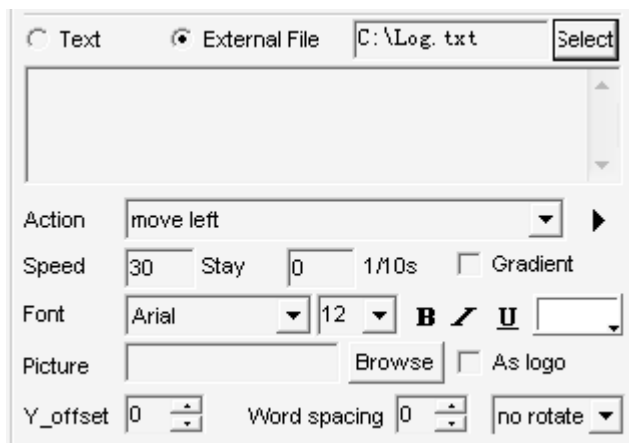 Text External File C:\Log.txt Select
Action move left
Speed 30 Stay 0 1/10s Gradient
Font Arial 12 B I U
Picture Browse As logo
Y_offset 0 Word spacing 0 no rotate